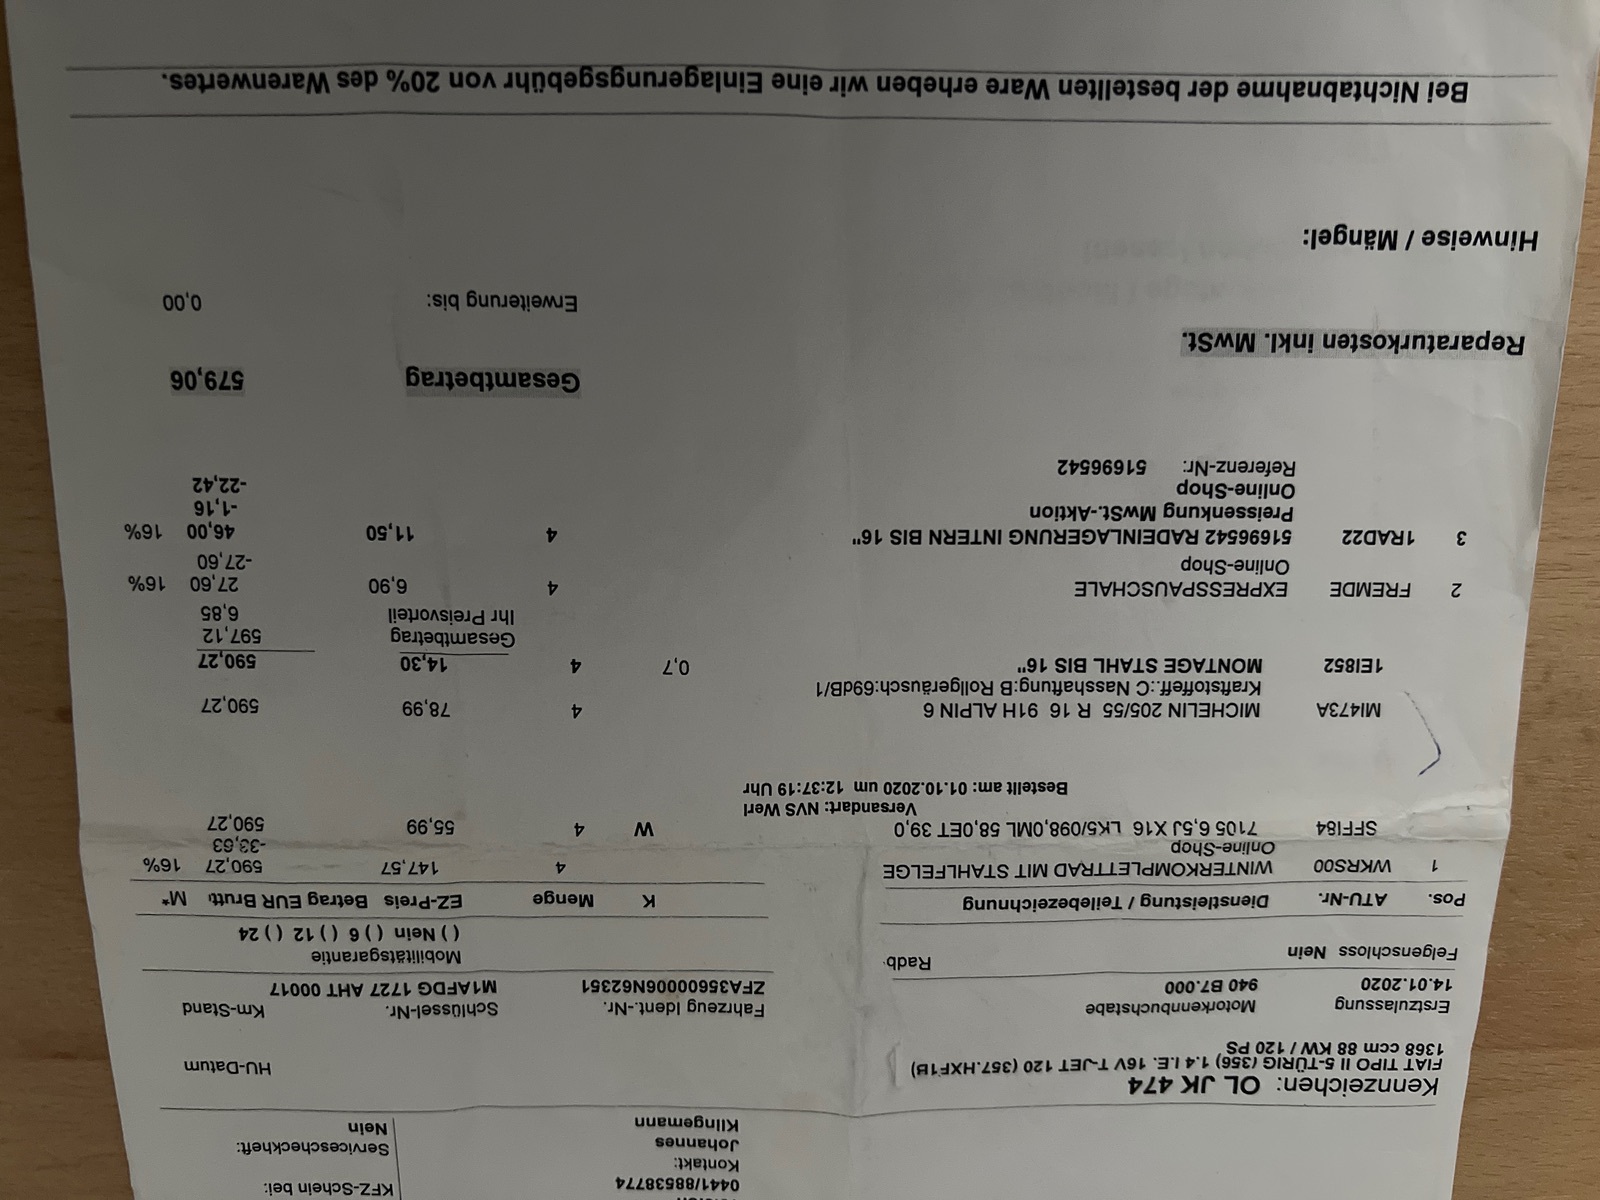 0441/88538774
KFZ-Schein bei:
Kontakt:
Johannes
Servicescheckheft:
Klingemann
Nein
Kennzeichen: OL JK 474
FIAT TIPO II 5-TÜRIG (356) 1.4 I.E. 16V T-JET 120 (357.HXF1B)
1368 ccm 88 KW / 120 PS
HU-Datum
Erstzulassung Motorkennbuchstabe Fahrzeug Ident.-Nr. Schlüssel-Nr. Km-Stand
14.01.2020 940 B7.000 ZFA35600006N62351 M1AFDG 1727 AHT 00017
Felgenschloss Nein Radb. Mobilitätsgarantie
( ) Nein ( ) 6 ( ) 12 ( ) 24
Pos. ATU-Nr. Dienstleistung / Teilebezeichnung K Menge EZ-Preis Betrag EUR Brutto M*
1 WKRS00 WINTERKOMPLETTRAD MIT STAHLFELGE 4 147,57 590,27 16%
Online-Shop -33,63
SFFI84 7105 6,5J X16 LK5/098,0ML 58,0ET 39,0 W 4 55,99 590,27
Versandart: NVS Werl
Bestellt am: 01.10.2020 um 12:37:19 Uhr
MI473A MICHELIN 205/55 R 16 91H ALPIN 6 4 78,99 590,27
Kraftstoffeff.:C Nasshaftung:B Rollgeräusch:69dB/1
1EI852 MONTAGE STAHL BIS 16" 0,7 4 14,30 590,27
Gesamtbetrag 597,12
Ihr Preisvorteil 6,85
2 FREMDE EXPRESSPAUSCHALE 4 6,90 27,60 16%
Online-Shop -27,60
3 1RAD22 51696542 RADEINLAGERUNG INTERN BIS 16" 4 11,50 46,00 16%
Preissenkung MwSt.-Aktion -1,16
Online-Shop -22,42
Referenz-Nr: 51696542
Gesamtbetrag 579,06
Reparaturkosten inkl. MwSt.
Erweiterung bis: 0,00
Hinweise / Mängel:
Bei Nichtabnahme der bestellten Ware erheben wir eine Einlagerungsgebühr von 20% des Warenwertes.